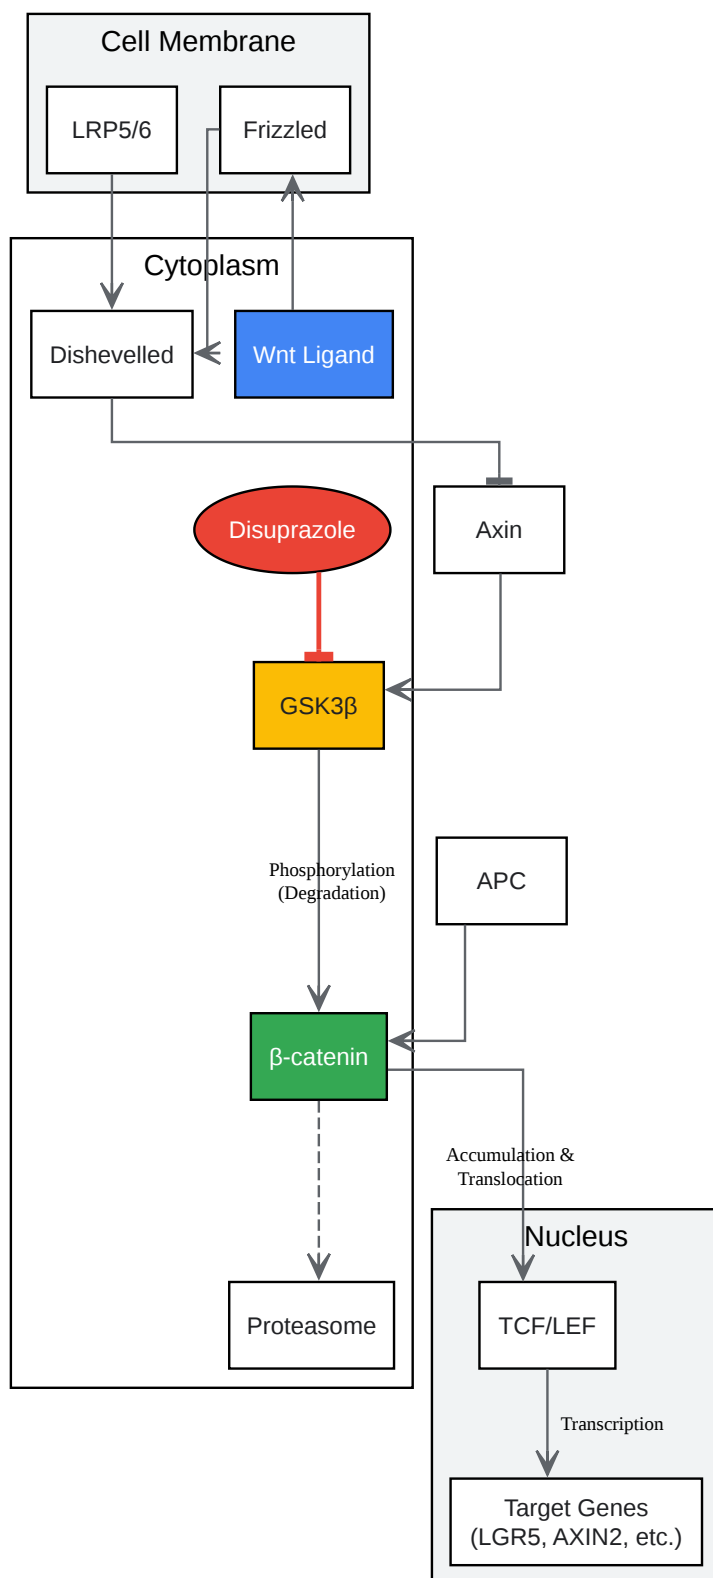 Cell Membrane
LRP5/6
Frizzled
Cytoplasm
Dishevelled
Wnt Ligand
Disuprazole
Axin
GSK3β
Phosphorylation
(Degradation)
APC
β-catenin
Accumulation &
Translocation
Nucleus
Proteasome
TCF/LEF
Transcription
Target Genes
(LGR5, AXIN2, etc.)